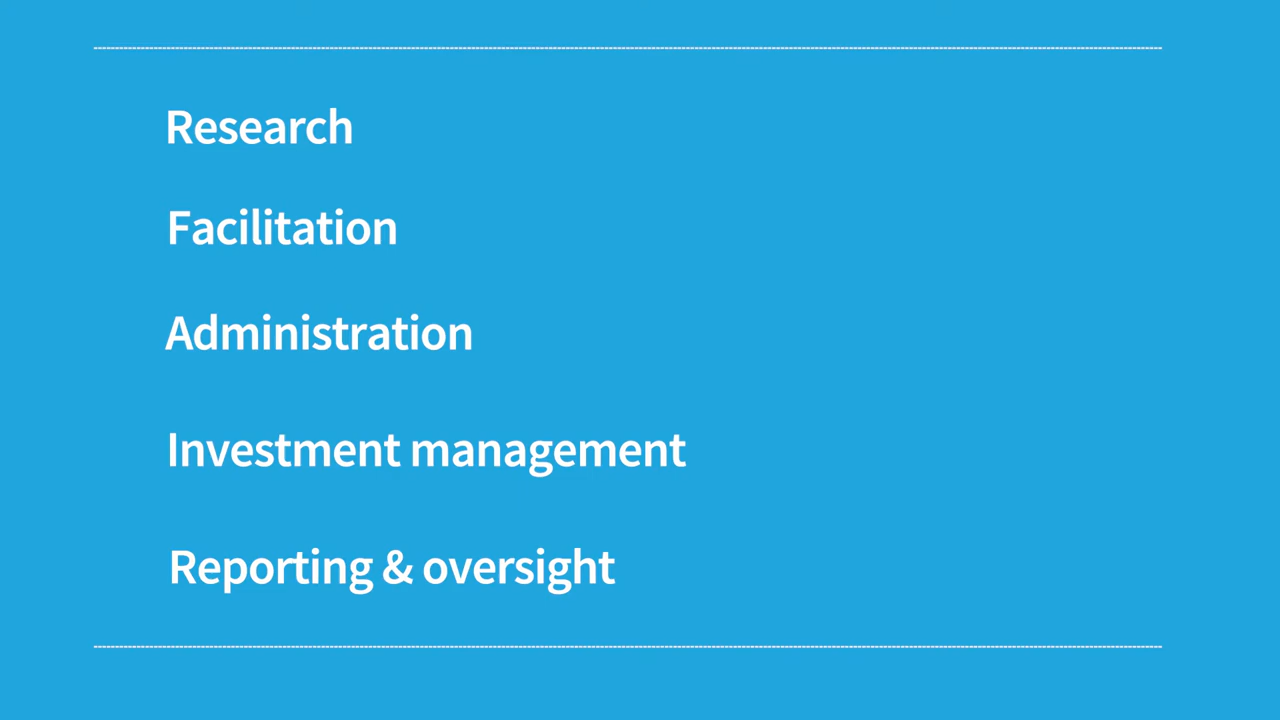 Research
Facilitation
Administration
Investment management
Reporting & oversight